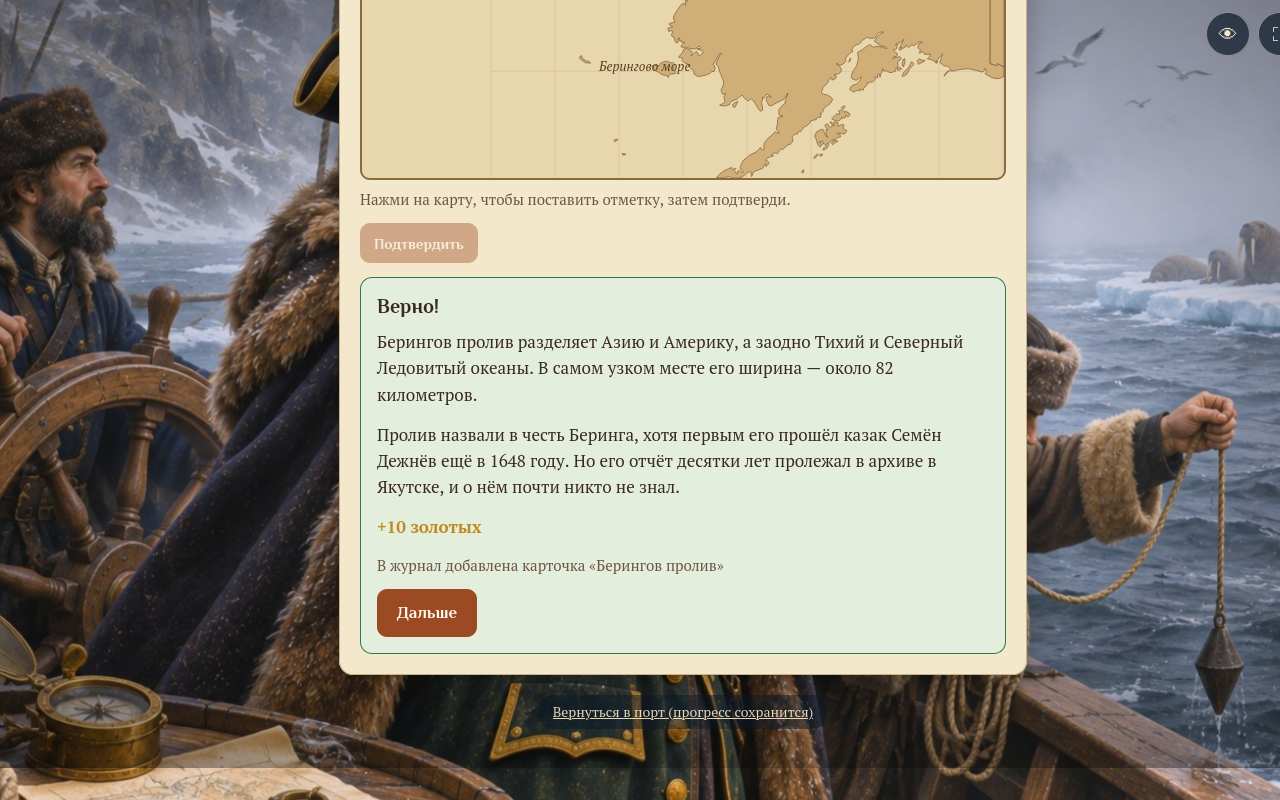 Берингово море
Нажми на карту, чтобы поставить отметку, затем подтверди.
Подтвердить
Верно!
Берингов пролив разделяет Азию и Америку, а заодно Тихий и Северный
Ледовитый океаны. В самом узком месте его ширина — около 82
километров.
Пролив назвали в честь Беринга, хотя первым его прошёл казак Семён
Дежнёв ещё в 1648 году. Но его отчёт десятки лет пролежал в архиве в
Якутске, и о нём почти никто не знал.
+10 золотых
В журнал добавлена карточка «Берингов пролив»
Дальше
Вернуться в порт (прогресс сохранится)